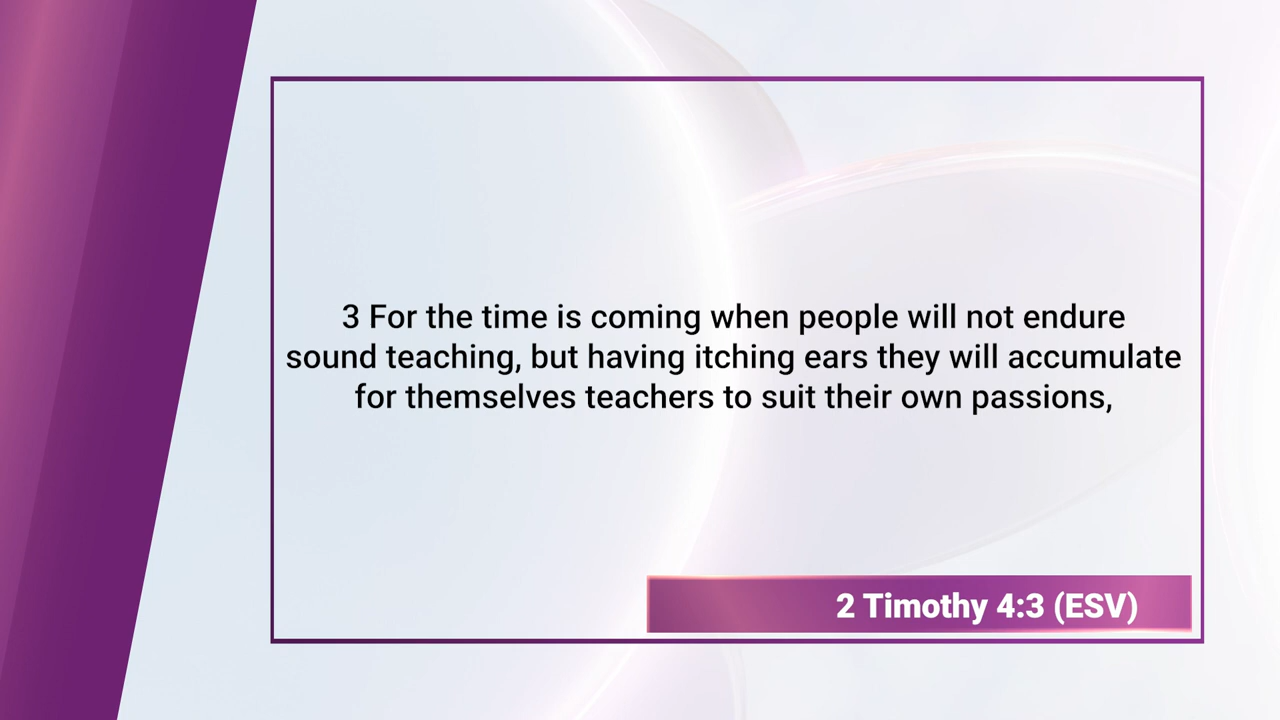 3 For the time is coming when people will not endure
sound teaching, but having itching ears they will accumulate
for themselves teachers to suit their own passions,
2 Timothy 4:3 (ESV)